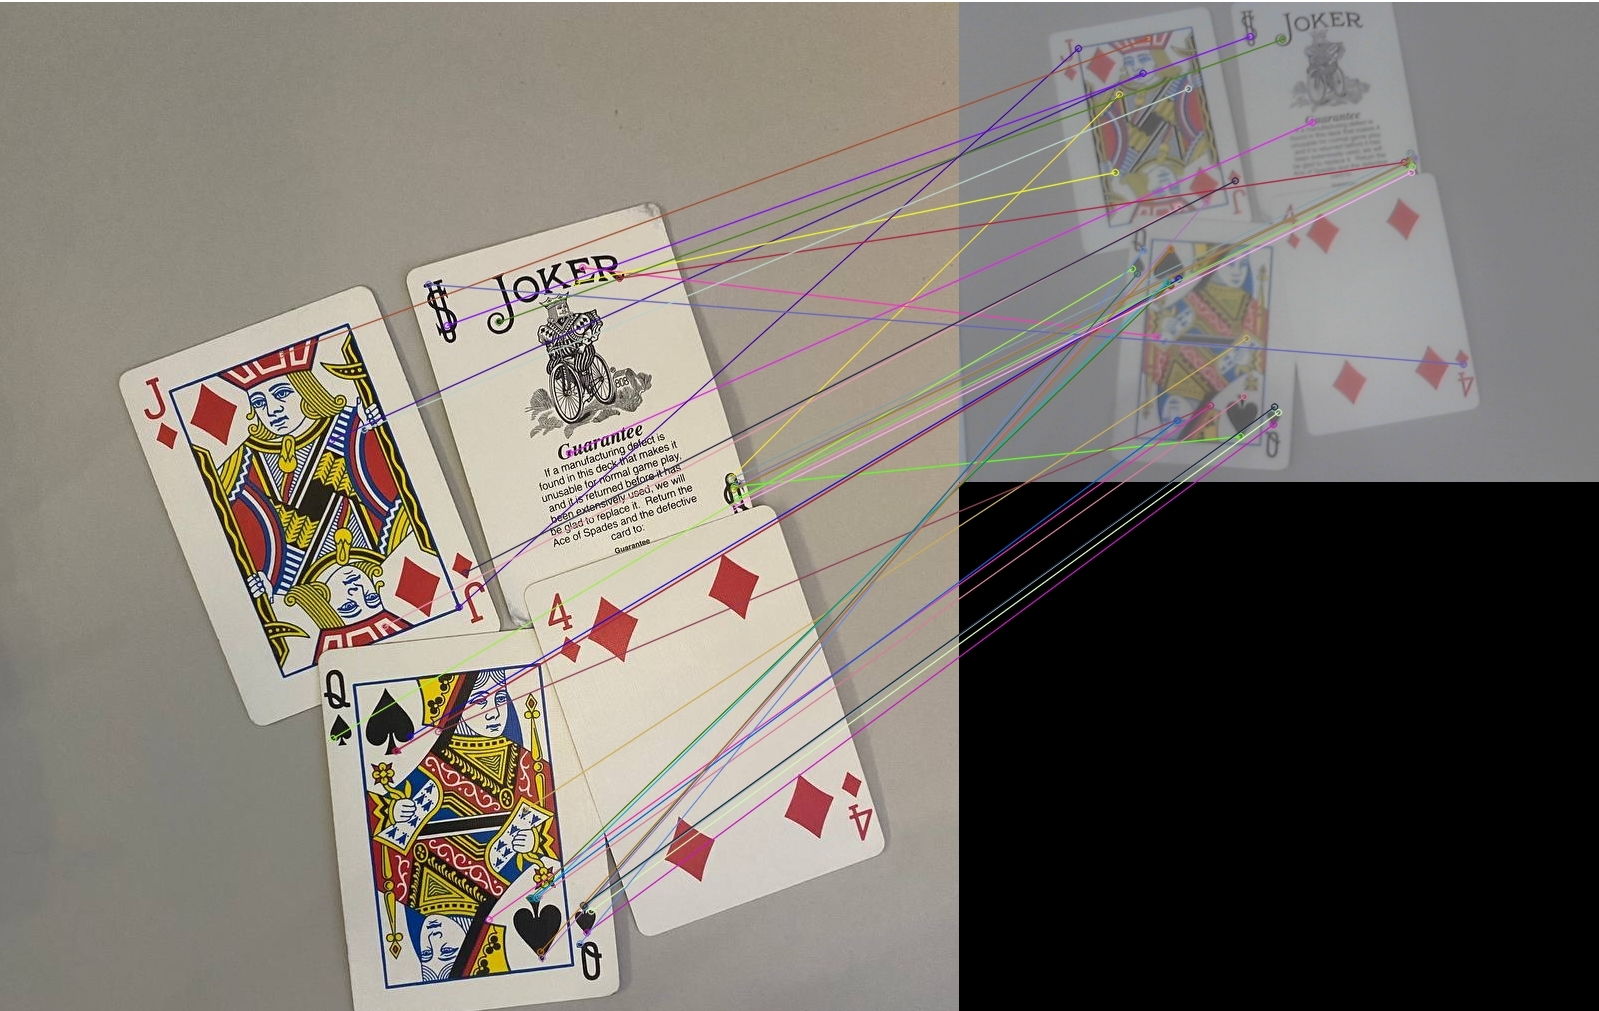 JOKER
J
Guarantee
If a manufacturing defect is
found in this deck that makes it
unusable for normal game play,
and it is returned before it has
been extensively used, we will
be glad to replace it. Return the
Ace of Spades and the defective
card to:
Guarantee
808
J
4
Q
4
Q
J
JOKER
Guarantee
J
Q
4
4
Q